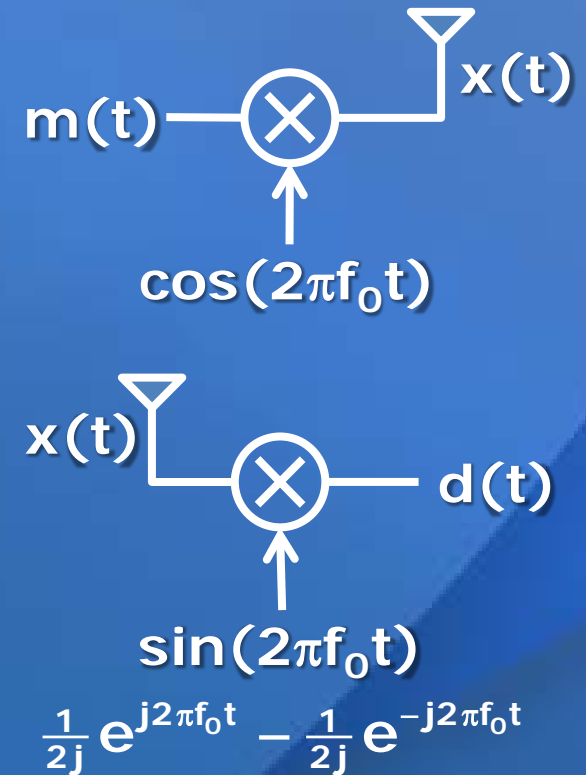 x(t)
m(t)
cos(2πf₀t)
x(t)
d(t)
sin(2πf₀t)
1/2j e^j2πf₀t − 1/2j e^−j2πf₀t